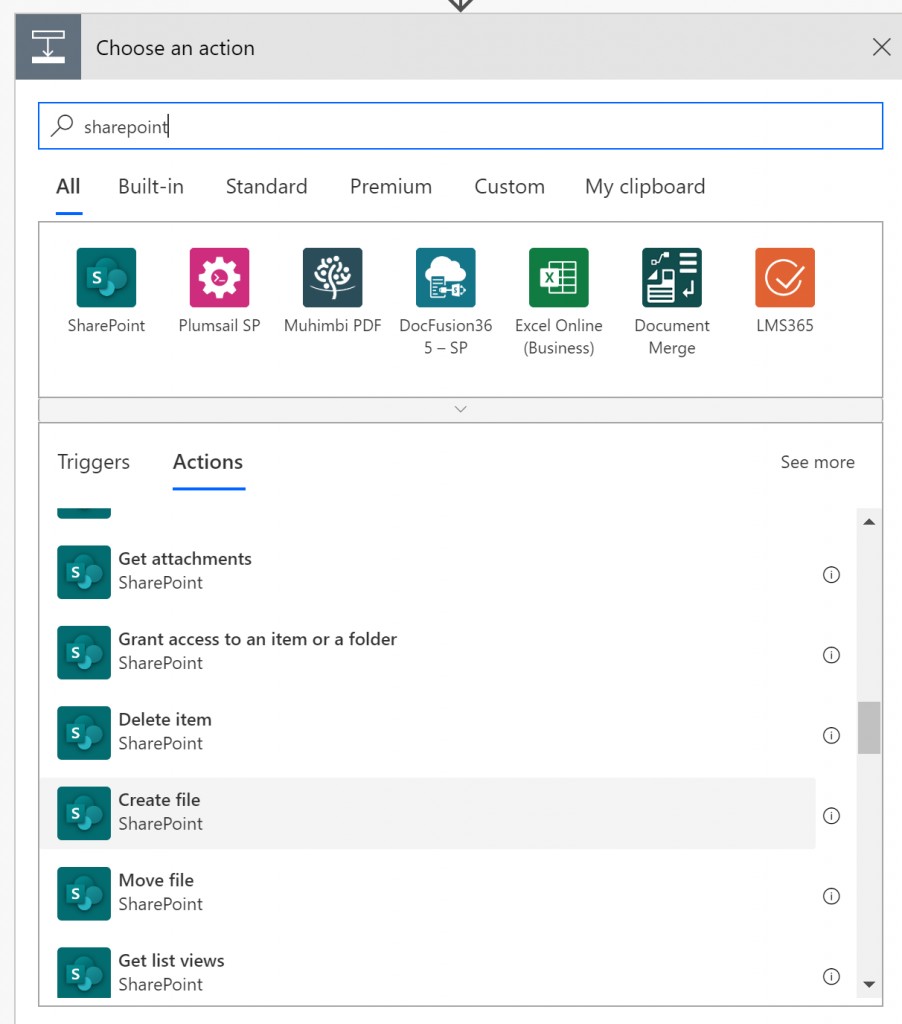 Choose an action
sharepoint
All Built-in Standard Premium Custom My clipboard
SharePoint Plumsail SP Muhimbi PDF DocFusion36 Excel Online Document LMS365
5 – SP (Business) Merge
Triggers Actions See more
Get attachments
SharePoint
Grant access to an item or a folder
SharePoint
Delete item
SharePoint
Create file
SharePoint
Move file
SharePoint
Get list views
SharePoint